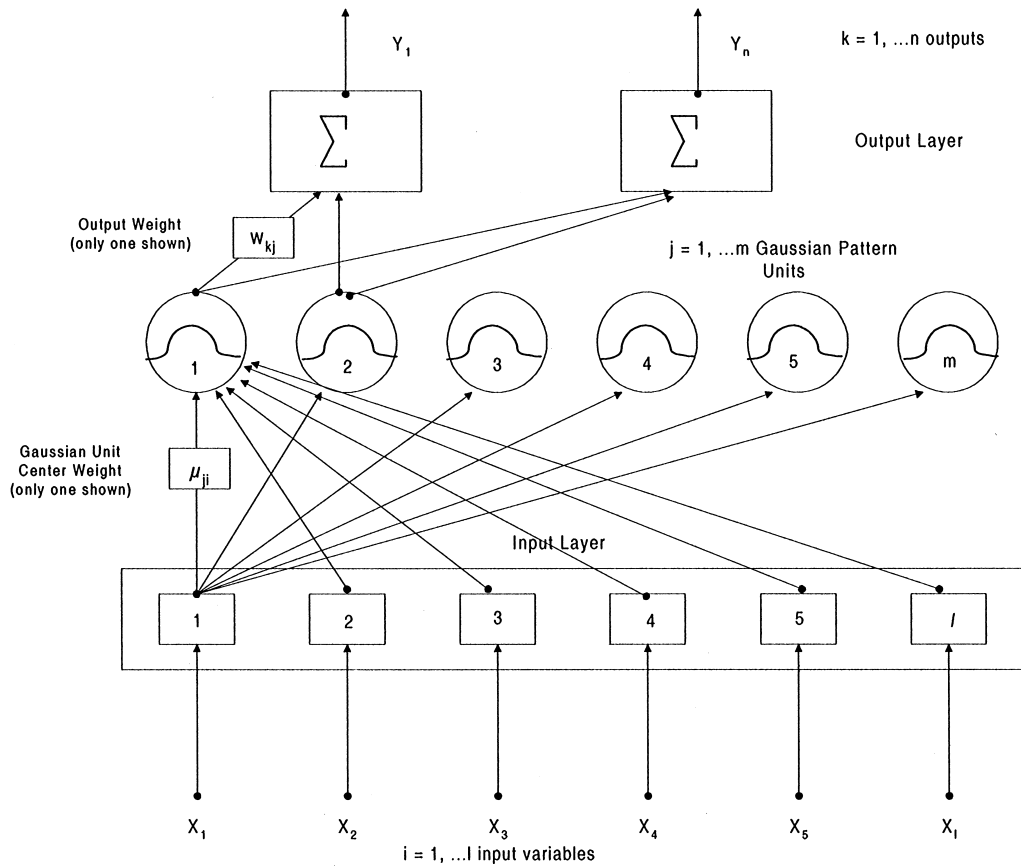 Y1
Yn
k = 1, ...n outputs
Σ
Σ
Output Layer
Output Weight
(only one shown)
wkj
j = 1, ...m Gaussian Pattern
Units
1
2
3
4
5
m
Gaussian Unit
Center Weight
(only one shown)
μji
Input Layer
1
2
3
4
5
I
X1
X2
X3
X4
X5
XI
i = 1, ...I input variables